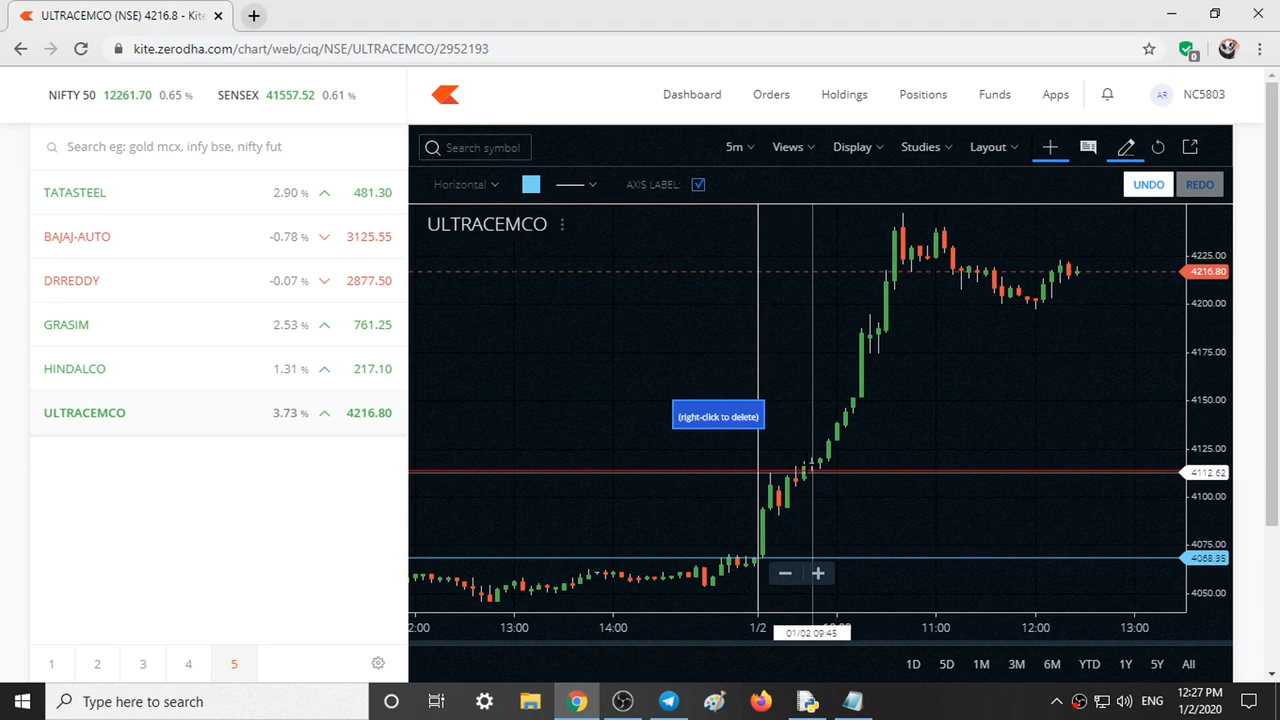 ULTRACEMCO (NSE) 4216.8 - Kite
kite.zerodha.com/chart/web/ciq/NSE/ULTRACEMCO/2952193
0
NIFTY 50 12261.70 0.65 % SENSEX 41557.52 0.61 %
Dashboard Orders Holdings Positions Funds Apps AR NC5803
Search eg: gold mcx, infy bse, nifty fut
TATASTEEL 2.90 % 481.30
BAJAJ-AUTO -0.78 % 3125.55
DRREDDY -0.07 % 2877.50
GRASIM 2.53 % 761.25
HINDALCO 1.31 % 217.10
ULTRACEMCO 3.73 % 4216.80
1 2 3 4 5
Search symbol 5m Views Display Studies Layout
Horizontal AXIS LABEL: UNDO REDO
ULTRACEMCO
4225.00
4216.80
4200.00
4175.00
4150.00
(right-click to delete)
4125.00
4112.62
4100.00
4075.00
4068.35
4050.00
2:00 13:00 14:00 1/2 11:00 12:00 13:00
01/02 09:45
1D 5D 1M 3M 6M YTD 1Y 5Y All
Type here to search
ENG
12:27 PM
1/2/2020